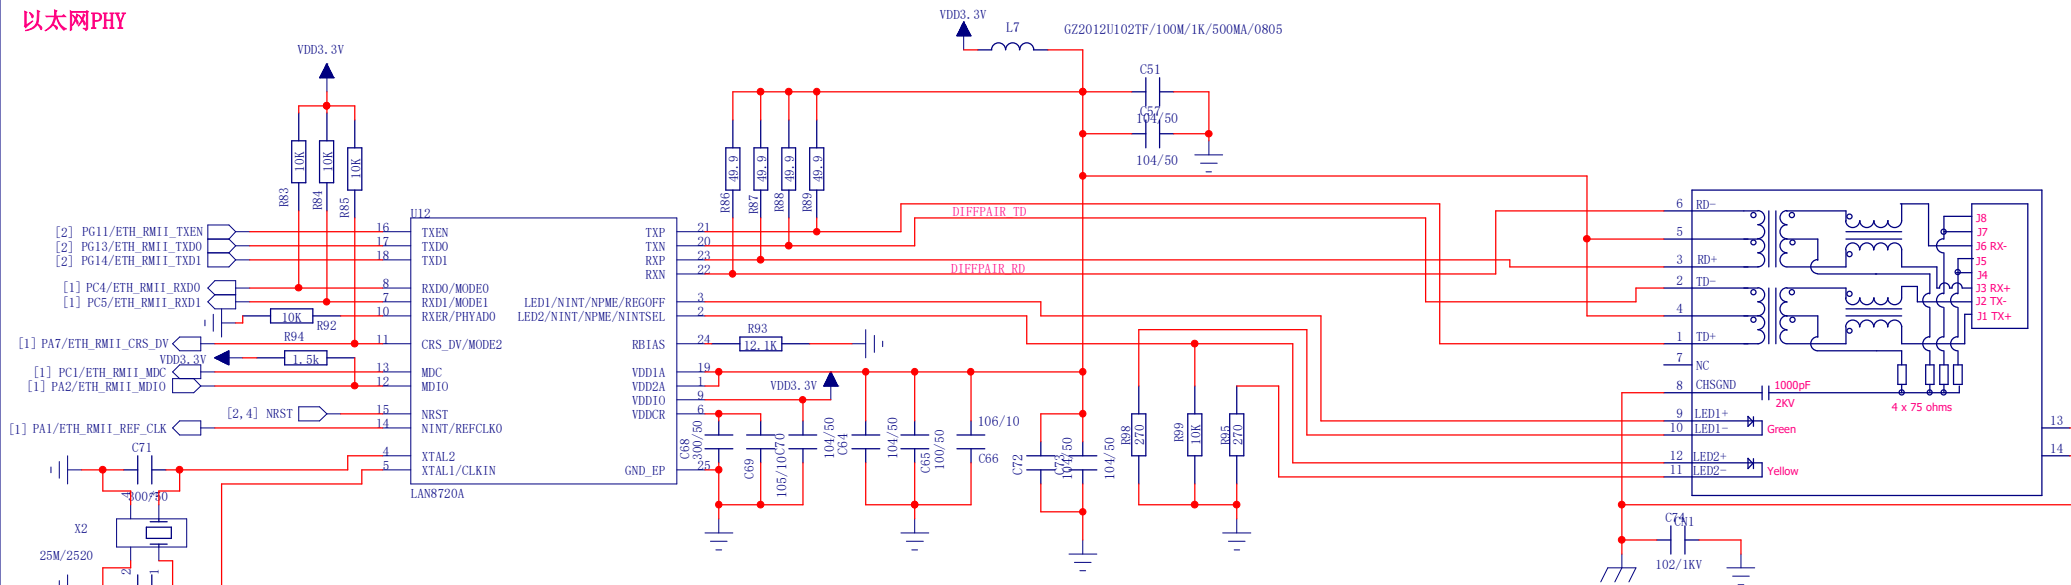 以太网PHY
VDD3.3V
L7
GZ2012U102TF/100M/1K/500MA/0805
VDD3.3V
C51
C57
104/50
104/50
10K
10K
10K
R83
R84
R85
49.9
49.9
49.9
49.9
R86
R87
R88
R89
DIFFPAIR_TD
DIFFPAIR_RD
U12
[2] PG11/ETH_RMII_TXEN
16
TXEN
TXP
21
[2] PG13/ETH_RMII_TXD0
17
TXD0
TXN
20
[2] PG14/ETH_RMII_TXD1
18
TXD1
RXP
23
RXN
22
[1] PC4/ETH_RMII_RXD0
8
RXD0/MODE0
[1] PC5/ETH_RMII_RXD1
7
RXD1/MODE1
LED1/NINT/NPME/REGOFF
3
10K
R92
10
RXER/PHYAD0
LED2/NINT/NPME/NINTSEL
2
R94
[1] PA7/ETH_RMII_CRS_DV
11
CRS_DV/MODE2
RBIAS
24
R93
12.1K
VDD3.3V
1.5k
[1] PC1/ETH_RMII_MDC
13
MDC
VDD1A
19
[1] PA2/ETH_RMII_MDIO
12
MDIO
VDD2A
1
VDD3.3V
VDDIO
9
[2,4] NRST
15
NRST
VDDCR
6
[1] PA1/ETH_RMII_REF_CLK
14
NINT/REFCLKO
C71
4
XTAL2
5
XTAL1/CLKIN
GND_EP
25
LAN8720A
300/50
4
X2
25M/2520
2
1
C68
300/50
C69
105/10
C70
104/50
C64
104/50
C65
100/50
106/10
C66
C72
104/50
104/50
R98
270
R99
10K
R95
270
6
RD-
5
3
RD+
2
TD-
4
1
TD+
7
NC
8
CHSGND
1000pF
2KV
4 x 75 ohms
9
LED1+
10
LED1-
Green
12
LED2+
11
LED2-
Yellow
J8
J7
J6 RX-
J5
J4
J3 RX+
J2 TX-
J1 TX+
13
14
C74
CN1
102/1KV